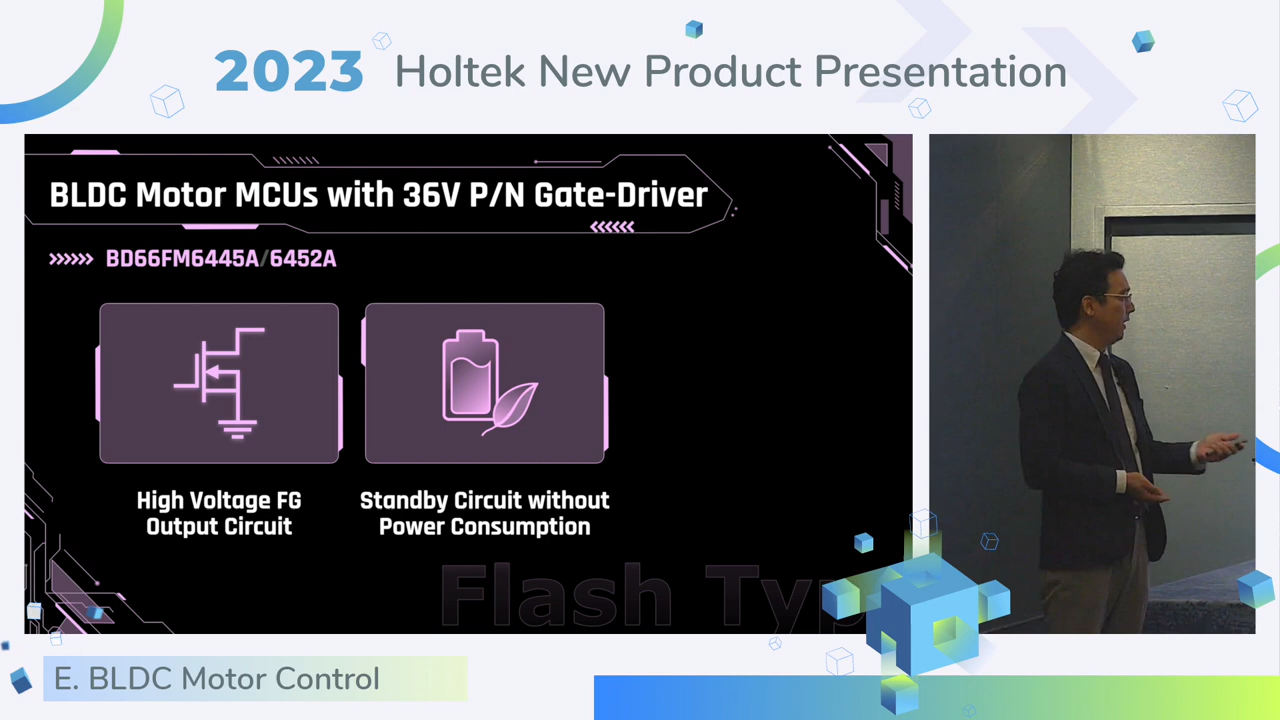 2023 Holtek New Product Presentation
BLDC Motor MCUs with 36V P/N Gate-Driver
BD66FM6445A/6452A
High Voltage FG
Output Circuit
Standby Circuit without
Power Consumption
Flash Typ
E. BLDC Motor Control